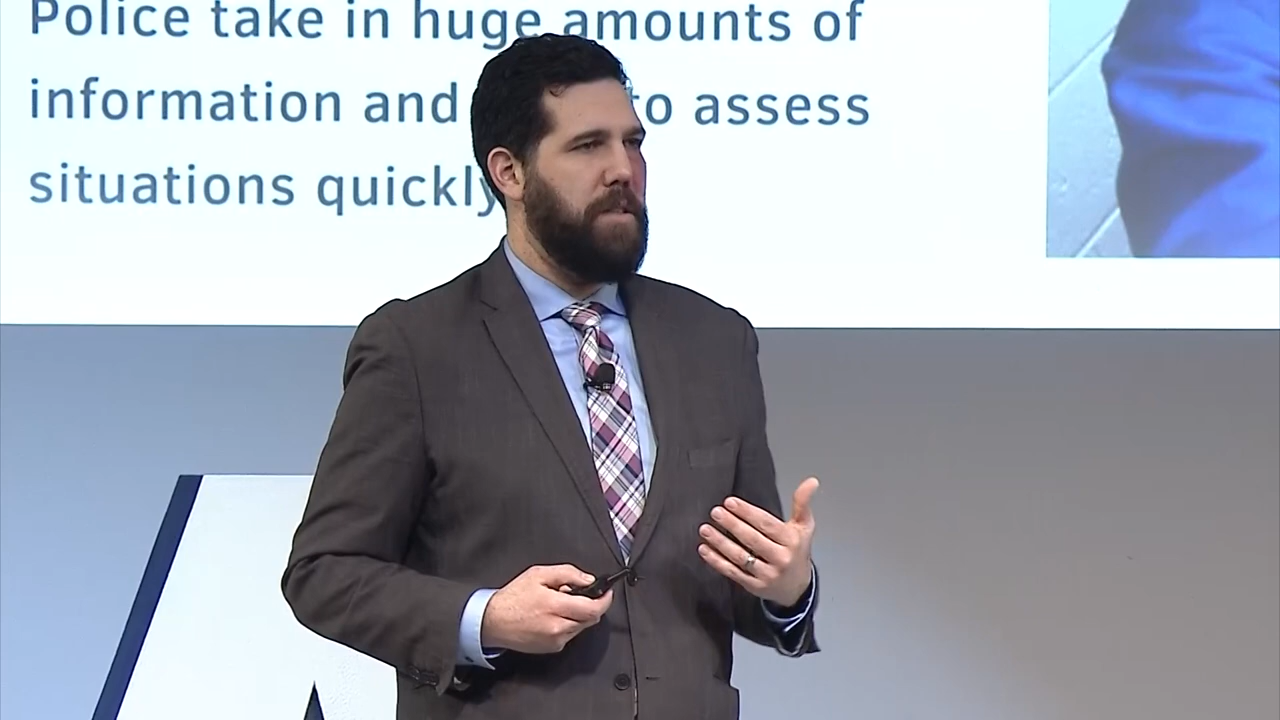 Police take in huge amounts of
information and to assess
situations quickly